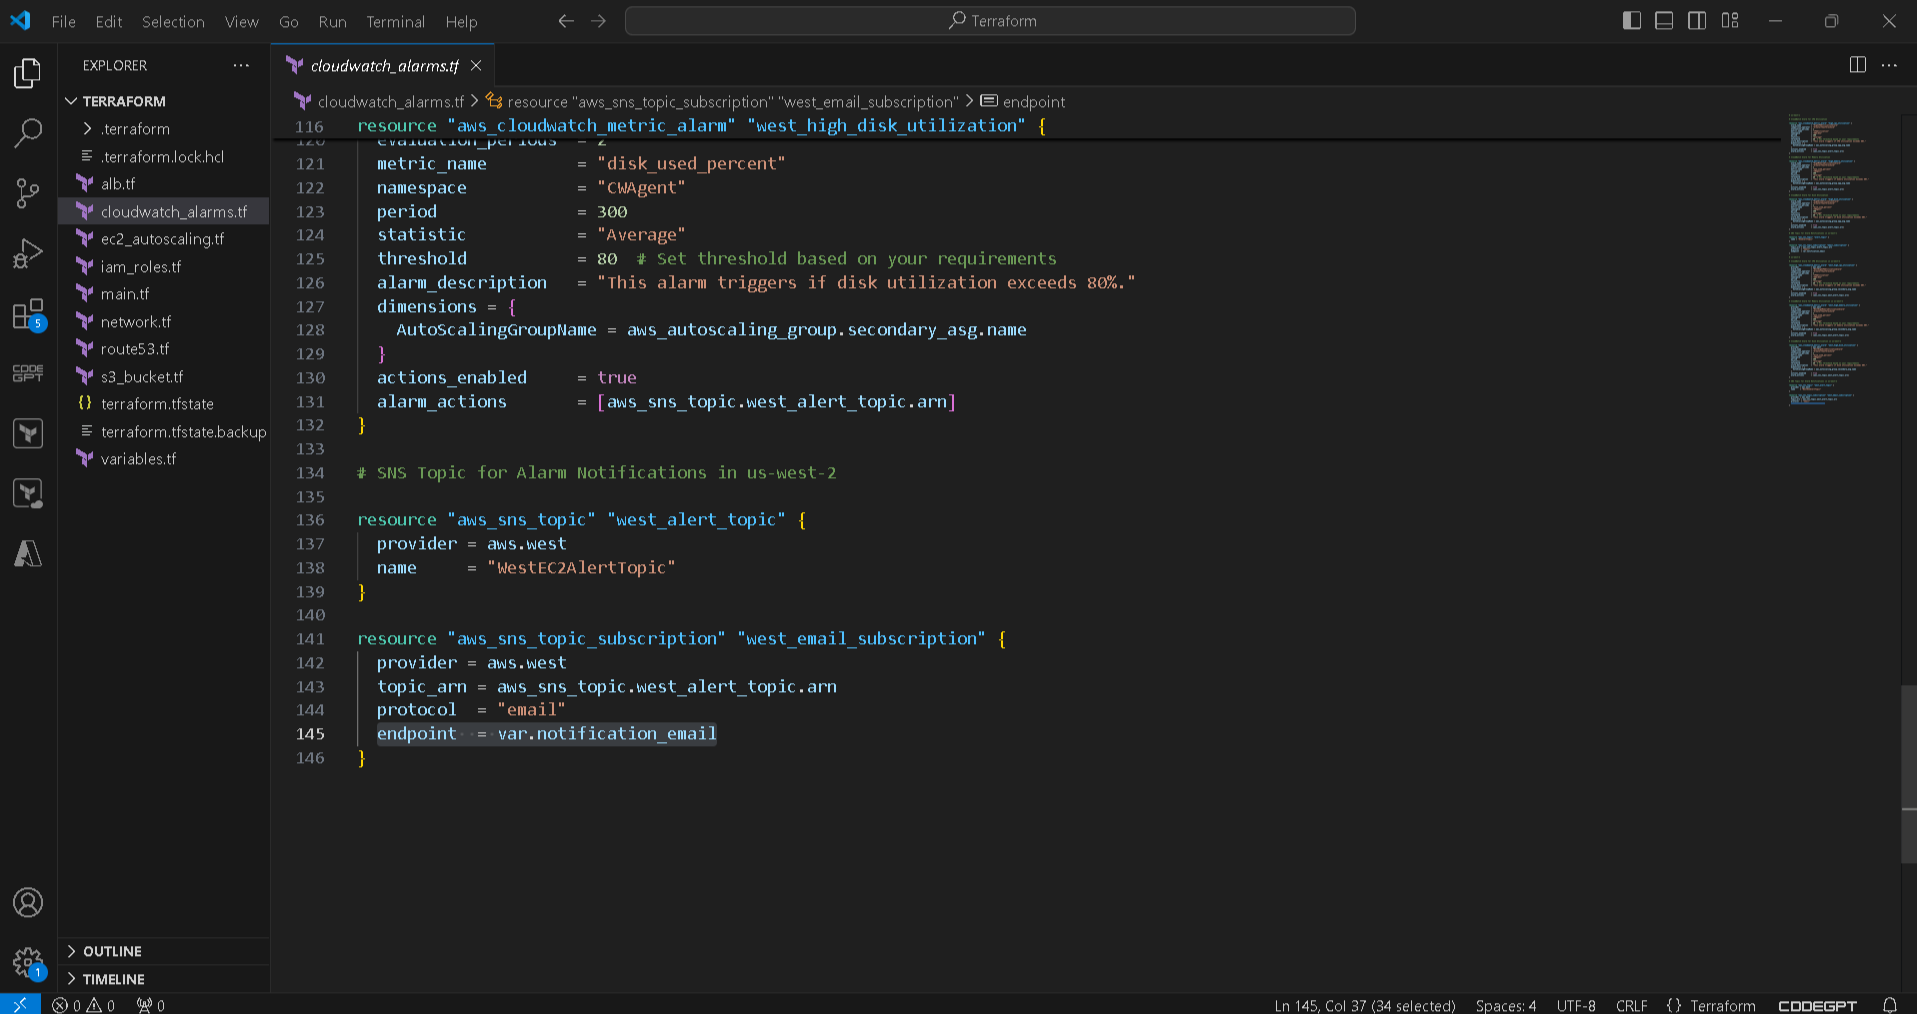 File Edit Selection View Go Run Terminal Help
Terraform
EXPLORER
TERRAFORM
.terraform
.terraform.lock.hcl
alb.tf
cloudwatch_alarms.tf
ec2_autoscaling.tf
iam_roles.tf
main.tf
network.tf
route53.tf
s3_bucket.tf
terraform.tfstate
terraform.tfstate.backup
variables.tf
OUTLINE
TIMELINE
5
CODE
GPT
1
cloudwatch_alarms.tf
cloudwatch_alarms.tf > resource "aws_sns_topic_subscription" "west_email_subscription" > endpoint
116 resource "aws_cloudwatch_metric_alarm" "west_high_disk_utilization" {
120 evaluation_periods = 2
121 metric_name = "disk_used_percent"
122 namespace = "CWAgent"
123 period = 300
124 statistic = "Average"
125 threshold = 80 # Set threshold based on your requirements
126 alarm_description = "This alarm triggers if disk utilization exceeds 80%."
127 dimensions = {
128 AutoScalingGroupName = aws_autoscaling_group.secondary_asg.name
129 }
130 actions_enabled = true
131 alarm_actions = [aws_sns_topic.west_alert_topic.arn]
132 }
133
134 # SNS Topic for Alarm Notifications in us-west-2
135
136 resource "aws_sns_topic" "west_alert_topic" {
137 provider = aws.west
138 name = "WestEC2AlertTopic"
139 }
140
141 resource "aws_sns_topic_subscription" "west_email_subscription" {
142 provider = aws.west
143 topic_arn = aws_sns_topic.west_alert_topic.arn
144 protocol = "email"
145 endpoint = var.notification_email
146 }
0 0 0
Ln 145, Col 37 (34 selected) Spaces: 4 UTF-8 CRLF {} Terraform CODEGPT